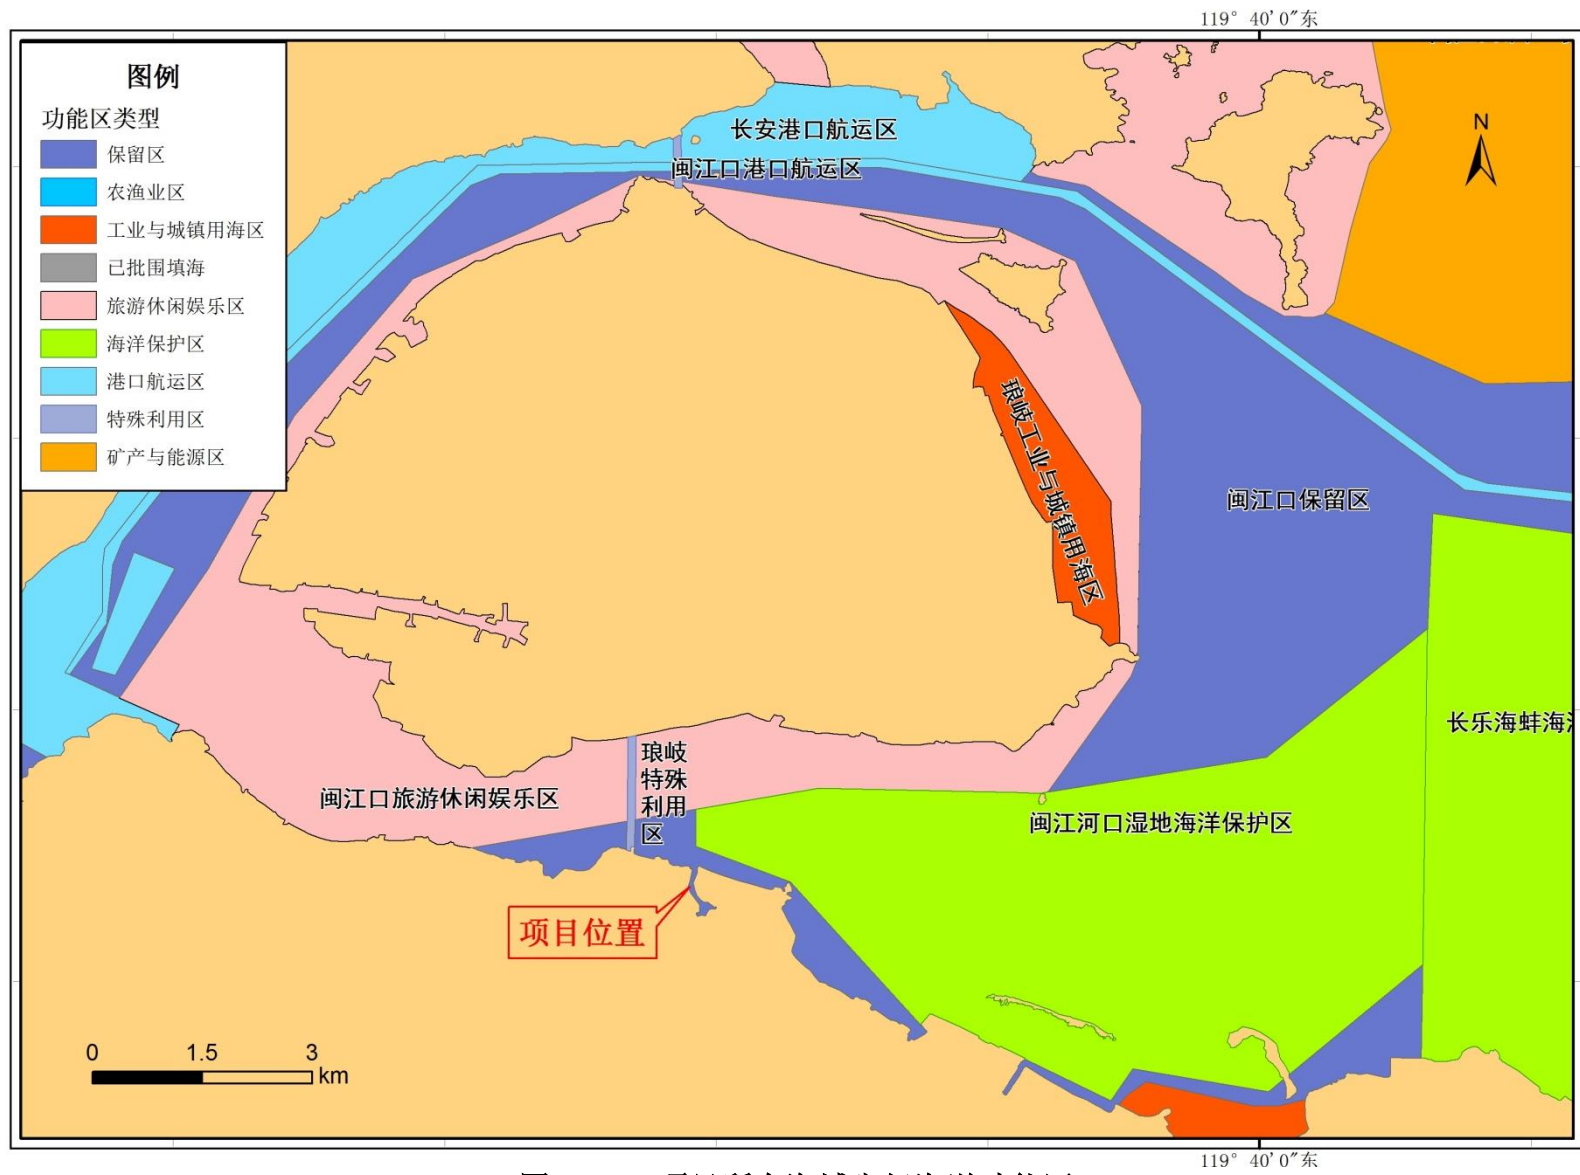 119° 40′0″东
图例
功能区类型
保留区
农渔业区
工业与城镇用海区
已批围填海
旅游休闲娱乐区
海洋保护区
港口航运区
特殊利用区
矿产与能源区
长安港口航运区
闽江口港口航运区
N
琅岐工业与城镇用海区
闽江口保留区
长乐海蚌海
琅岐
特殊
利用
区
闽江口旅游休闲娱乐区
闽江河口湿地海洋保护区
项目位置
0 1.5 3
km
119° 40′0″东